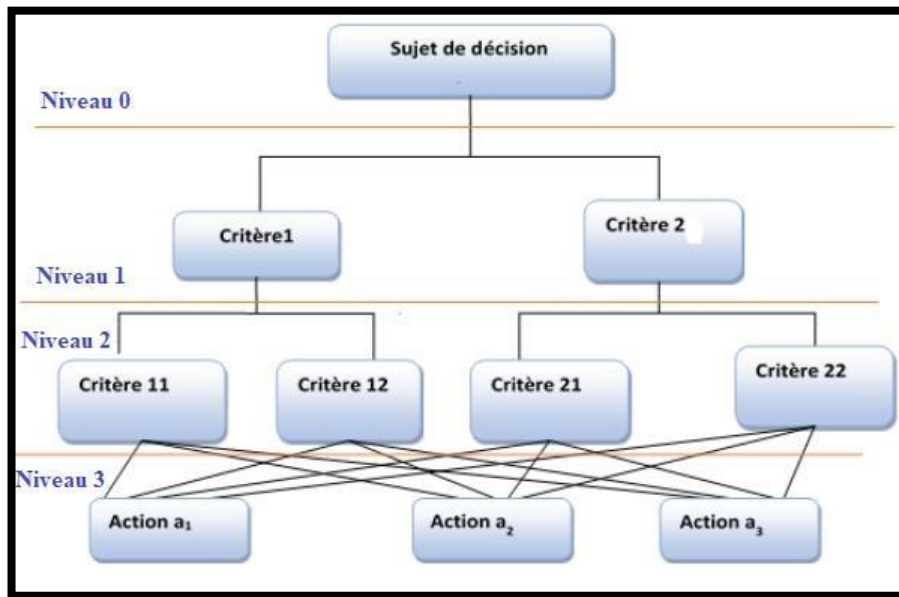 Sujet de décision
Niveau 0
Critère1
Critère 2
Niveau 1
Niveau 2
Critère 11
Critère 12
Critère 21
Critère 22
Niveau 3
Action a₁
Action a₂
Action a₃